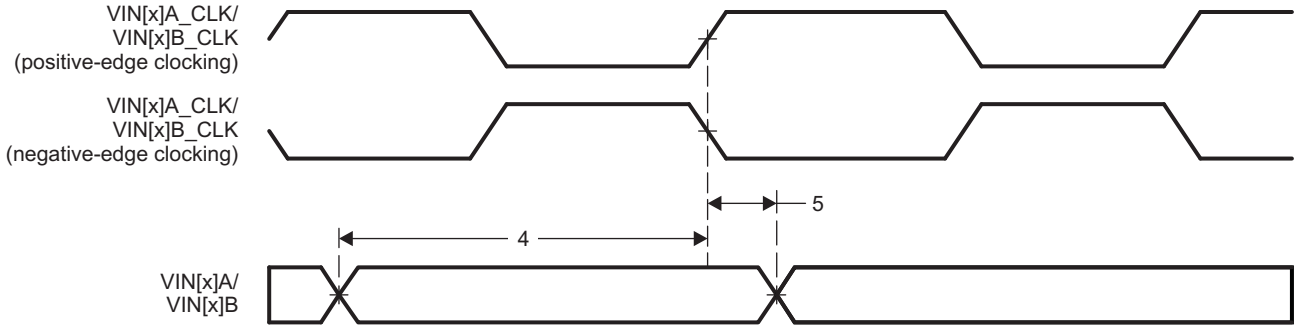 VIN[x]A_CLK/
VIN[x]B_CLK
(positive-edge clocking)
VIN[x]A_CLK/
VIN[x]B_CLK
(negative-edge clocking)
5
4
VIN[x]A/
VIN[x]B